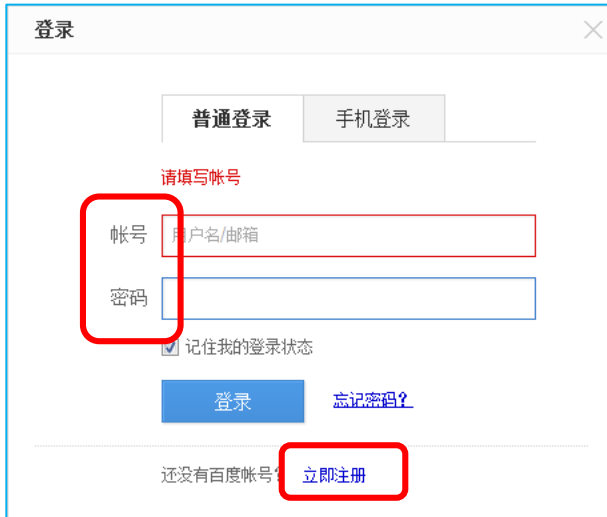 登录
普通登录 手机登录
请填写帐号
帐号 用户名/邮箱
密码
记住我的登录状态
登录 忘记密码?
还没有百度帐号? 立即注册